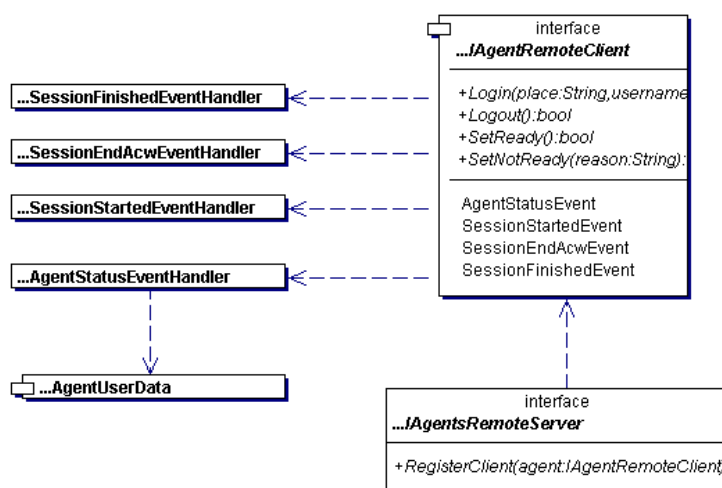 interface
...IAgentRemoteClient
+Login(place:String,username
+Logout():bool
+SetReady():bool
+SetNotReady(reason:String):
AgentStatusEvent
SessionStartedEvent
SessionEndAcwEvent
SessionFinishedEvent
...SessionFinishedEventHandler
...SessionEndAcwEventHandler
...SessionStartedEventHandler
...AgentStatusEventHandler
...AgentUserData
interface
...IAgentsRemoteServer
+RegisterClient(agent:IAgentRemoteClient)